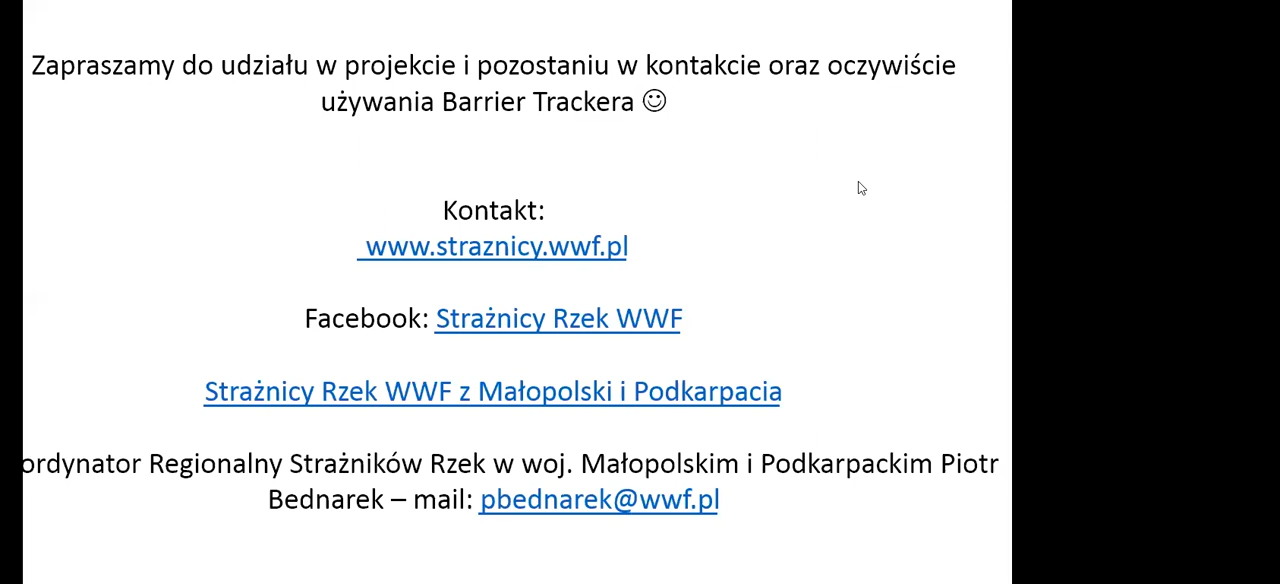 Zapraszamy do udziału w projekcie i pozostaniu w kontakcie oraz oczywiście
używania Barrier Trackera ☺
Kontakt:
www.straznicy.wwf.pl
Facebook: Strażnicy Rzek WWF
Strażnicy Rzek WWF z Małopolski i Podkarpacia
ordynator Regionalny Strażników Rzek w woj. Małopolskim i Podkarpackim Piotr
Bednarek – mail: pbednarek@wwf.pl